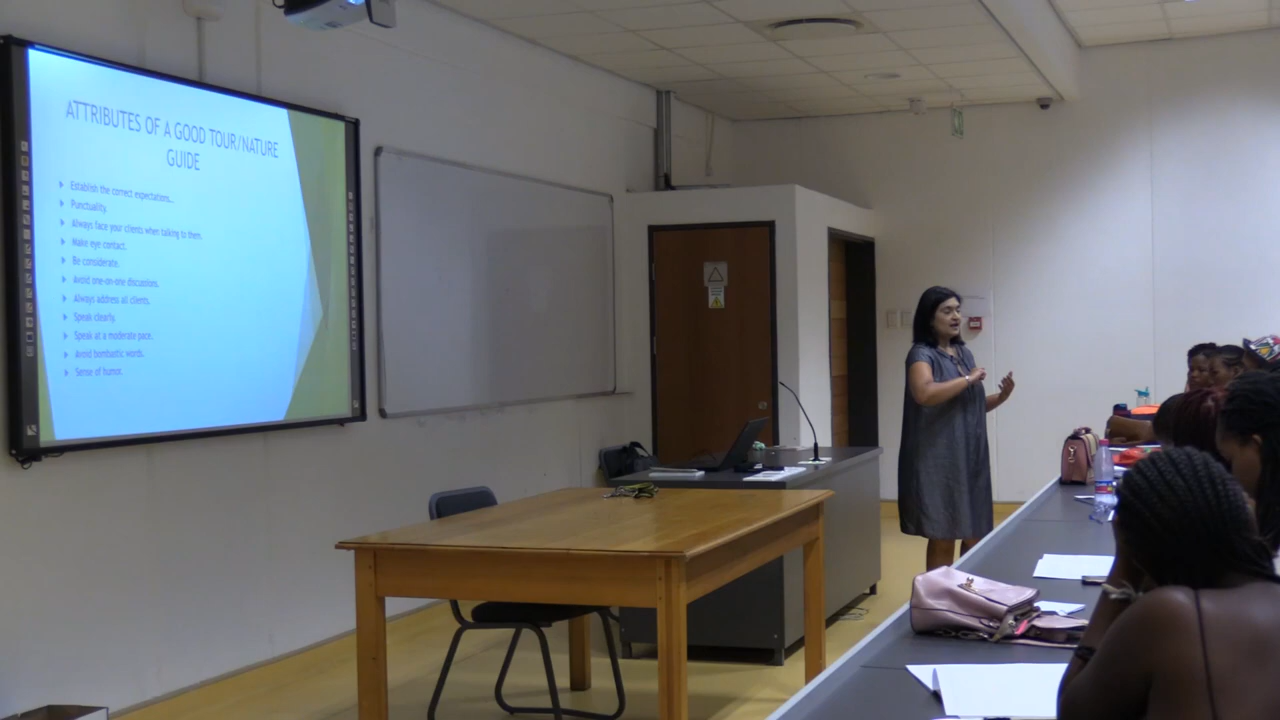 ATTRIBUTES OF A GOOD TOUR/NATURE
GUIDE
Establish the correct expectations...
Punctuality.
Always face your clients when talking to them.
Make eye contact.
Be considerate.
Avoid one-on-one discussions.
Always address all clients.
Speak clearly.
Speak at a moderate pace.
Avoid bombastic words.
Sense of humor.